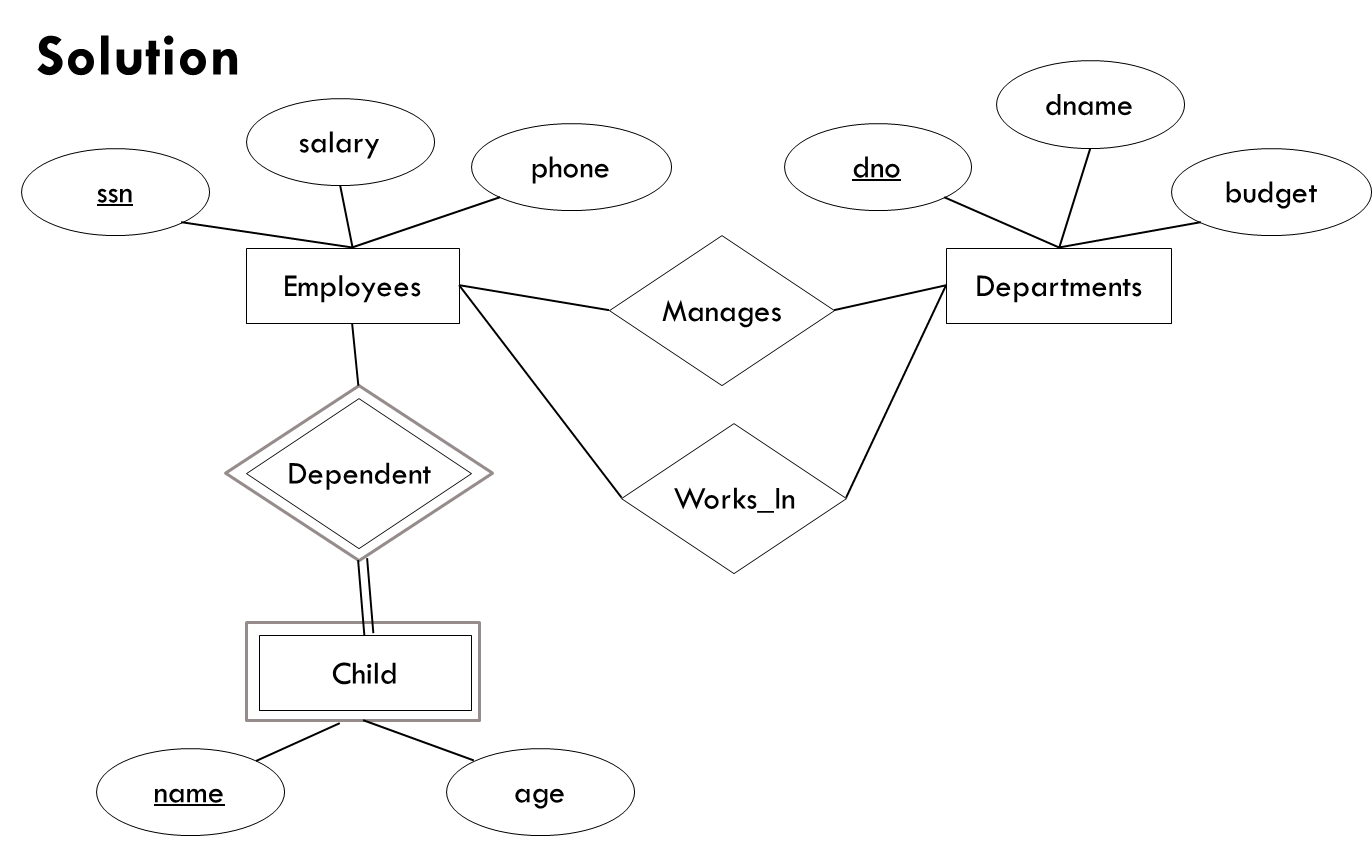 Solution
dname
salary
phone
dno
ssn
budget
Employees
Departments
Manages
Dependent
Works_In
Child
name
age